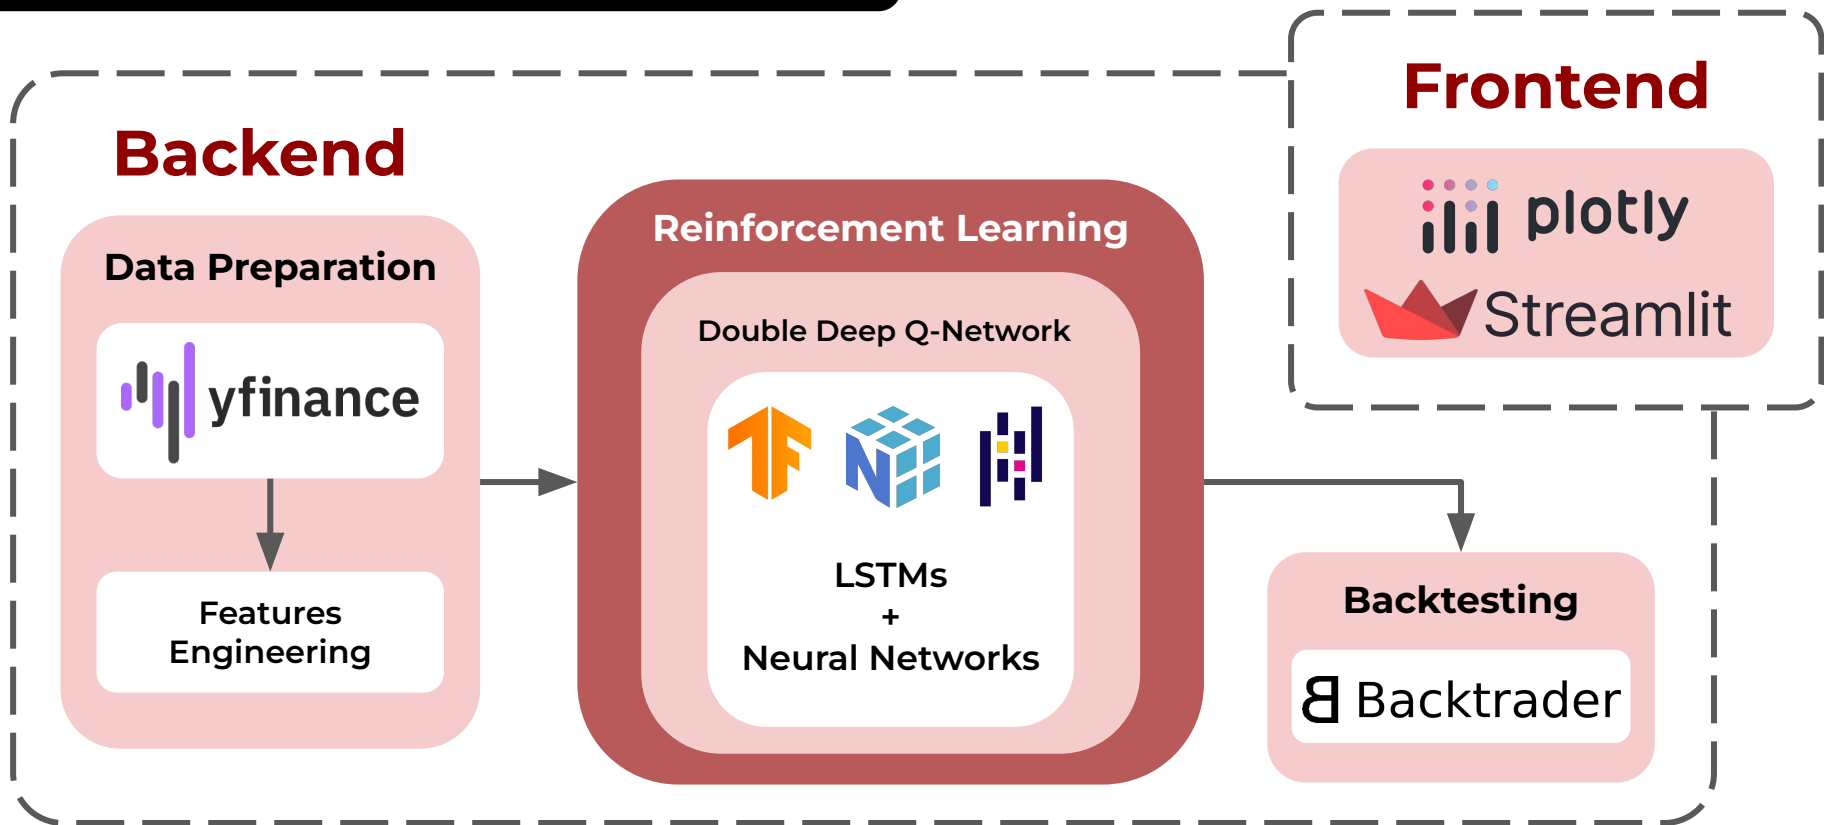 Frontend
plotly
Streamlit
Backend
Data Preparation
yfinance
Features
Engineering
Reinforcement Learning
Double Deep Q-Network
LSTMs
+
Neural Networks
Backtesting
B Backtrader